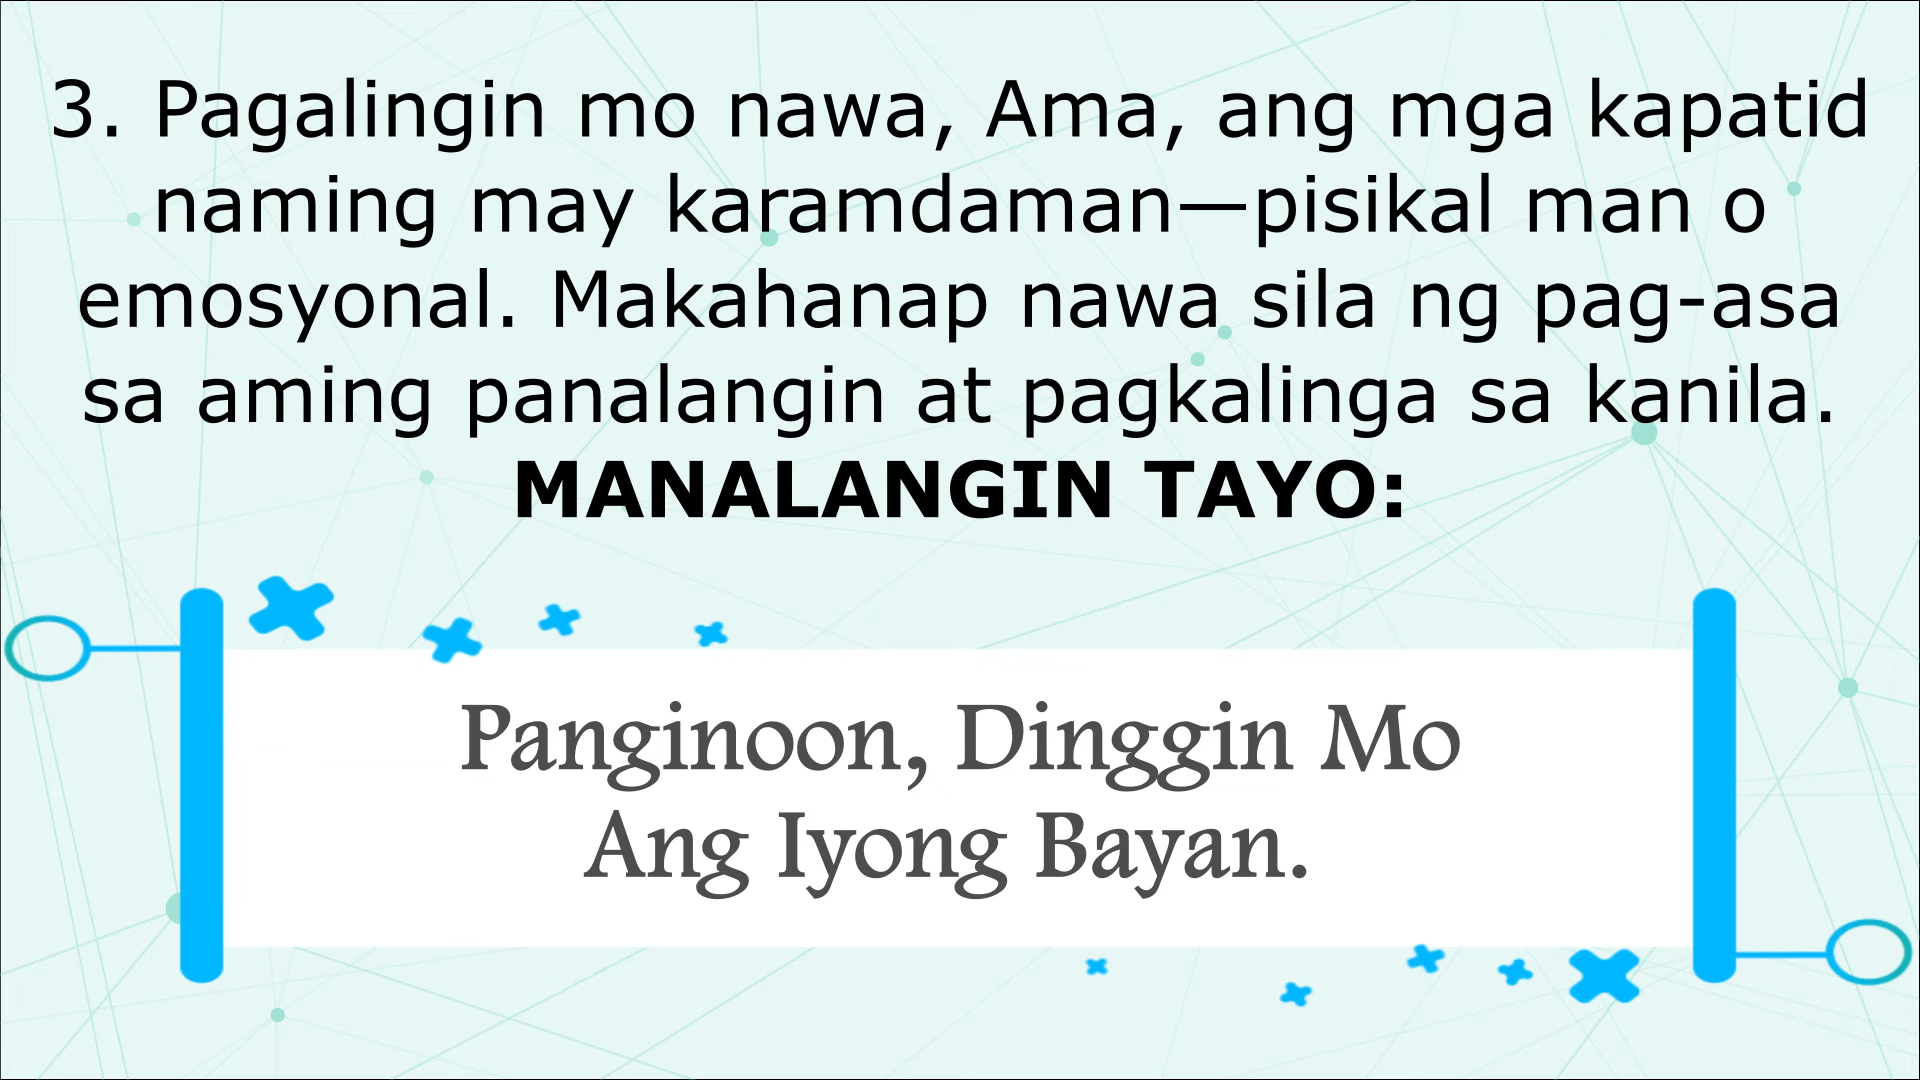 3. Pagalingin mo nawa, Ama, ang mga kapatid
naming may karamdaman—pisikal man o
emosyonal. Makahanap nawa sila ng pag-asa
sa aming panalangin at pagkalinga sa kanila.
MANALANGIN TAYO:
Panginoon, Dinggin Mo
Ang Iyong Bayan.